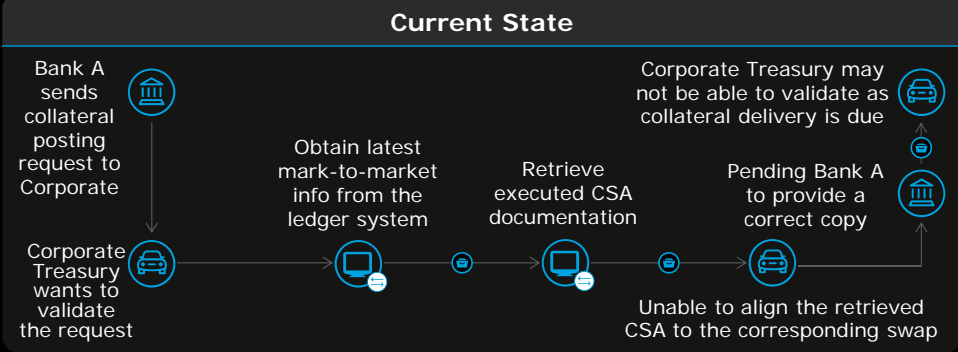 Current State
Bank A
sends
collateral
posting
request to
Corporate
Corporate
Treasury
wants to
validate
the request
Obtain latest
mark-to-market
info from the
ledger system
Retrieve
executed CSA
documentation
Unable to align the retrieved
CSA to the corresponding swap
Pending Bank A
to provide a
correct copy
Corporate Treasury may
not be able to validate as
collateral delivery is due